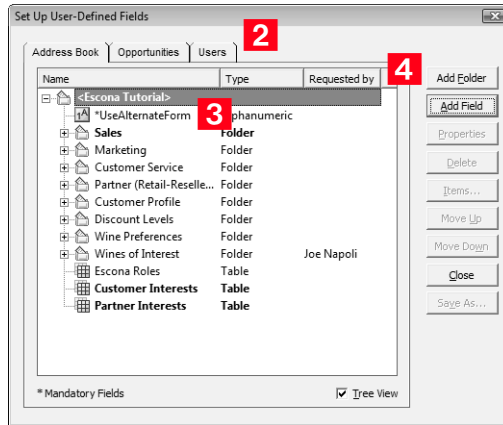 Set Up User-Defined Fields
2
Address Book Opportunities Users
4
Name Type Requested by
<Escona Tutorial>
*UseAlternateForm phanumeric
3
Sales Folder
Marketing Folder
Customer Service Folder
Partner (Retail-Reselle... Folder
Customer Profile Folder
Discount Levels Folder
Wine Preferences Folder
Wines of Interest Folder Joe Napoli
Escona Roles Table
Customer Interests Table
Partner Interests Table
* Mandatory Fields
Tree View
Add Folder
Add Field
Properties
Delete
Items...
Move Up
Move Down
Close
Save As...